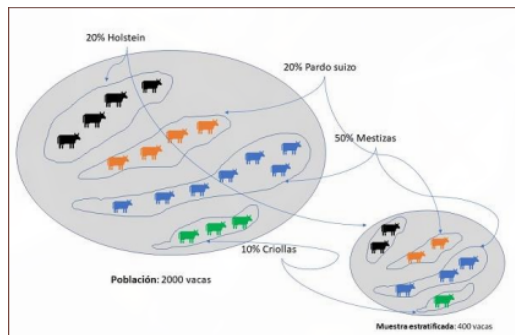 20% Holstein
20% Pardo suizo
50% Mestizas
10% Criollas
Población: 2000 vacas
Muestra estratificada: 400 vacas